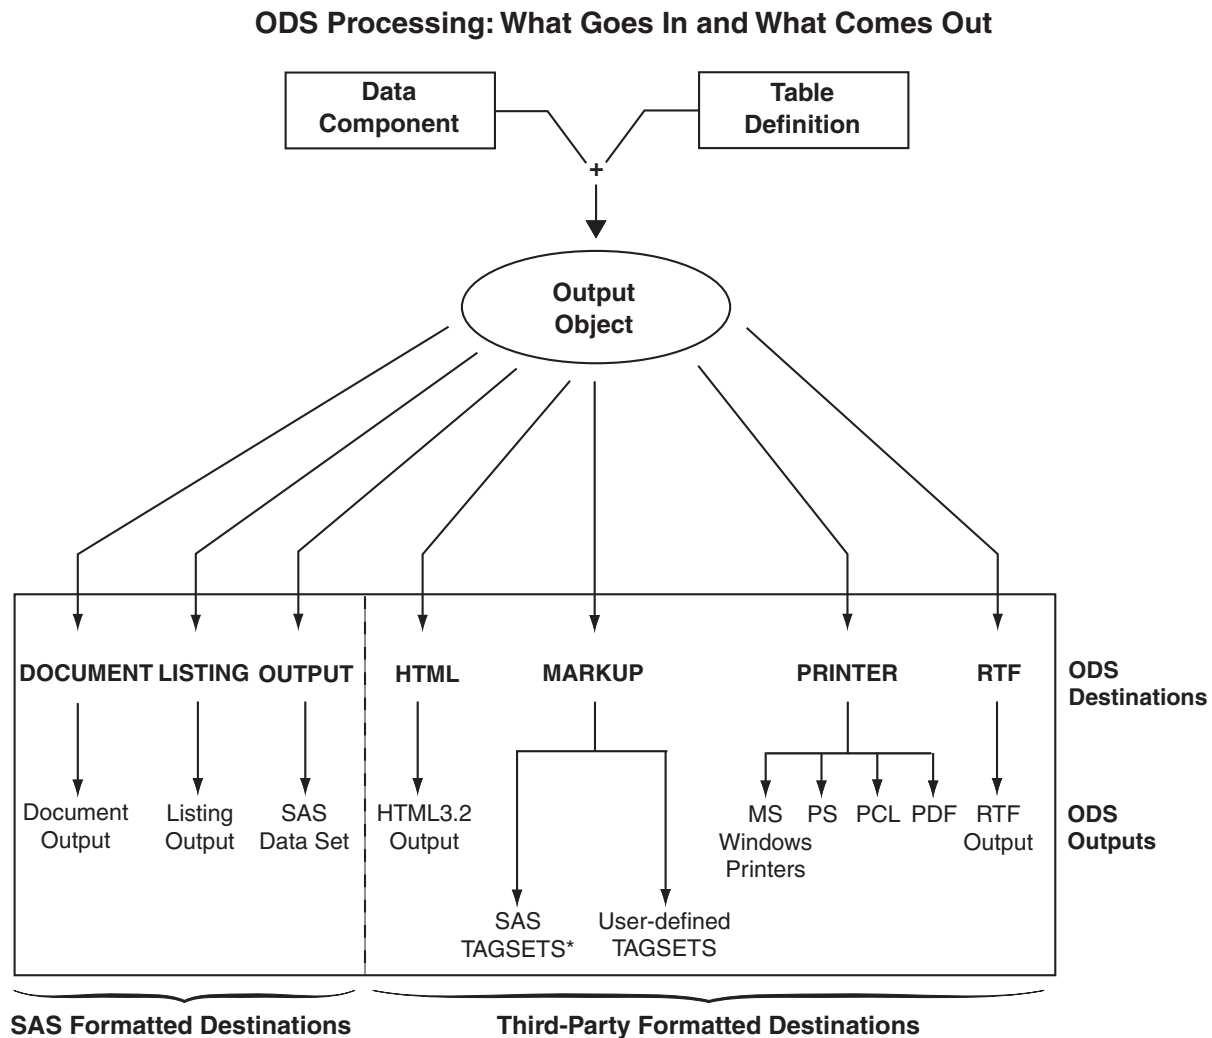 ODS Processing: What Goes In and What Comes Out
Data
Component
Table
Definition
+
Output
Object
DOCUMENT LISTING OUTPUT HTML MARKUP PRINTER RTF
ODS
Destinations
Document
Output
Listing
Output
SAS
Data Set
HTML3.2
Output
MS
Windows
Printers
PS
PCL
PDF
RTF
Output
ODS
Outputs
SAS
TAGSETS*
User-defined
TAGSETS
SAS Formatted Destinations
Third-Party Formatted Destinations